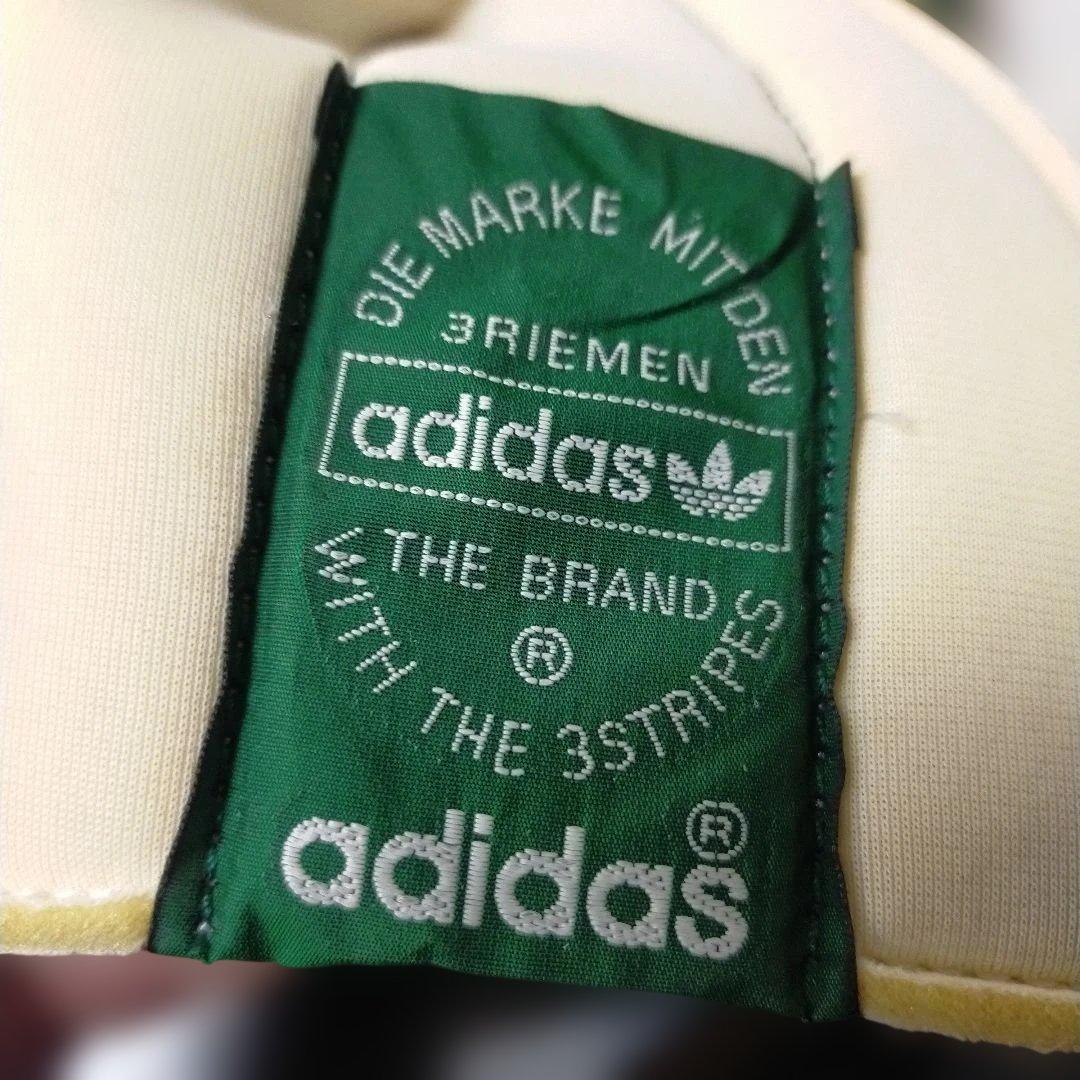 DIE MARKE MIT DEN
3RIEMEN
adidas
THE BRAND
®
WITH THE 3STRIPES
adidas®